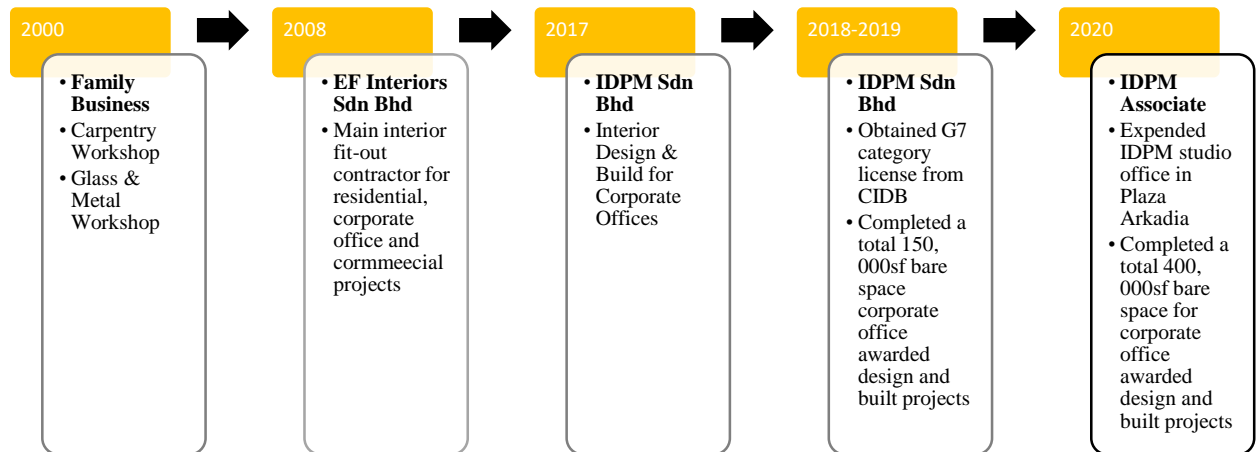 2000
• Family
Business
• Carpentry
Workshop
• Glass &
Metal
Workshop
2008
• EF Interiors
Sdn Bhd
• Main interior
fit-out
contractor for
residential,
corporate
office and
cormmeecial
projects
2017
• IDPM Sdn
Bhd
• Interior
Design &
Build for
Corporate
Offices
2018-2019
• IDPM Sdn
Bhd
• Obtained G7
category
license from
CIDB
• Completed a
total 150,
000sf bare
space
corporate
office
awarded
design and
built projects
2020
• IDPM
Associate
• Expended
IDPM studio
office in
Plaza
Arkadia
• Completed a
total 400,
000sf bare
space for
corporate
office
awarded
design and
built projects